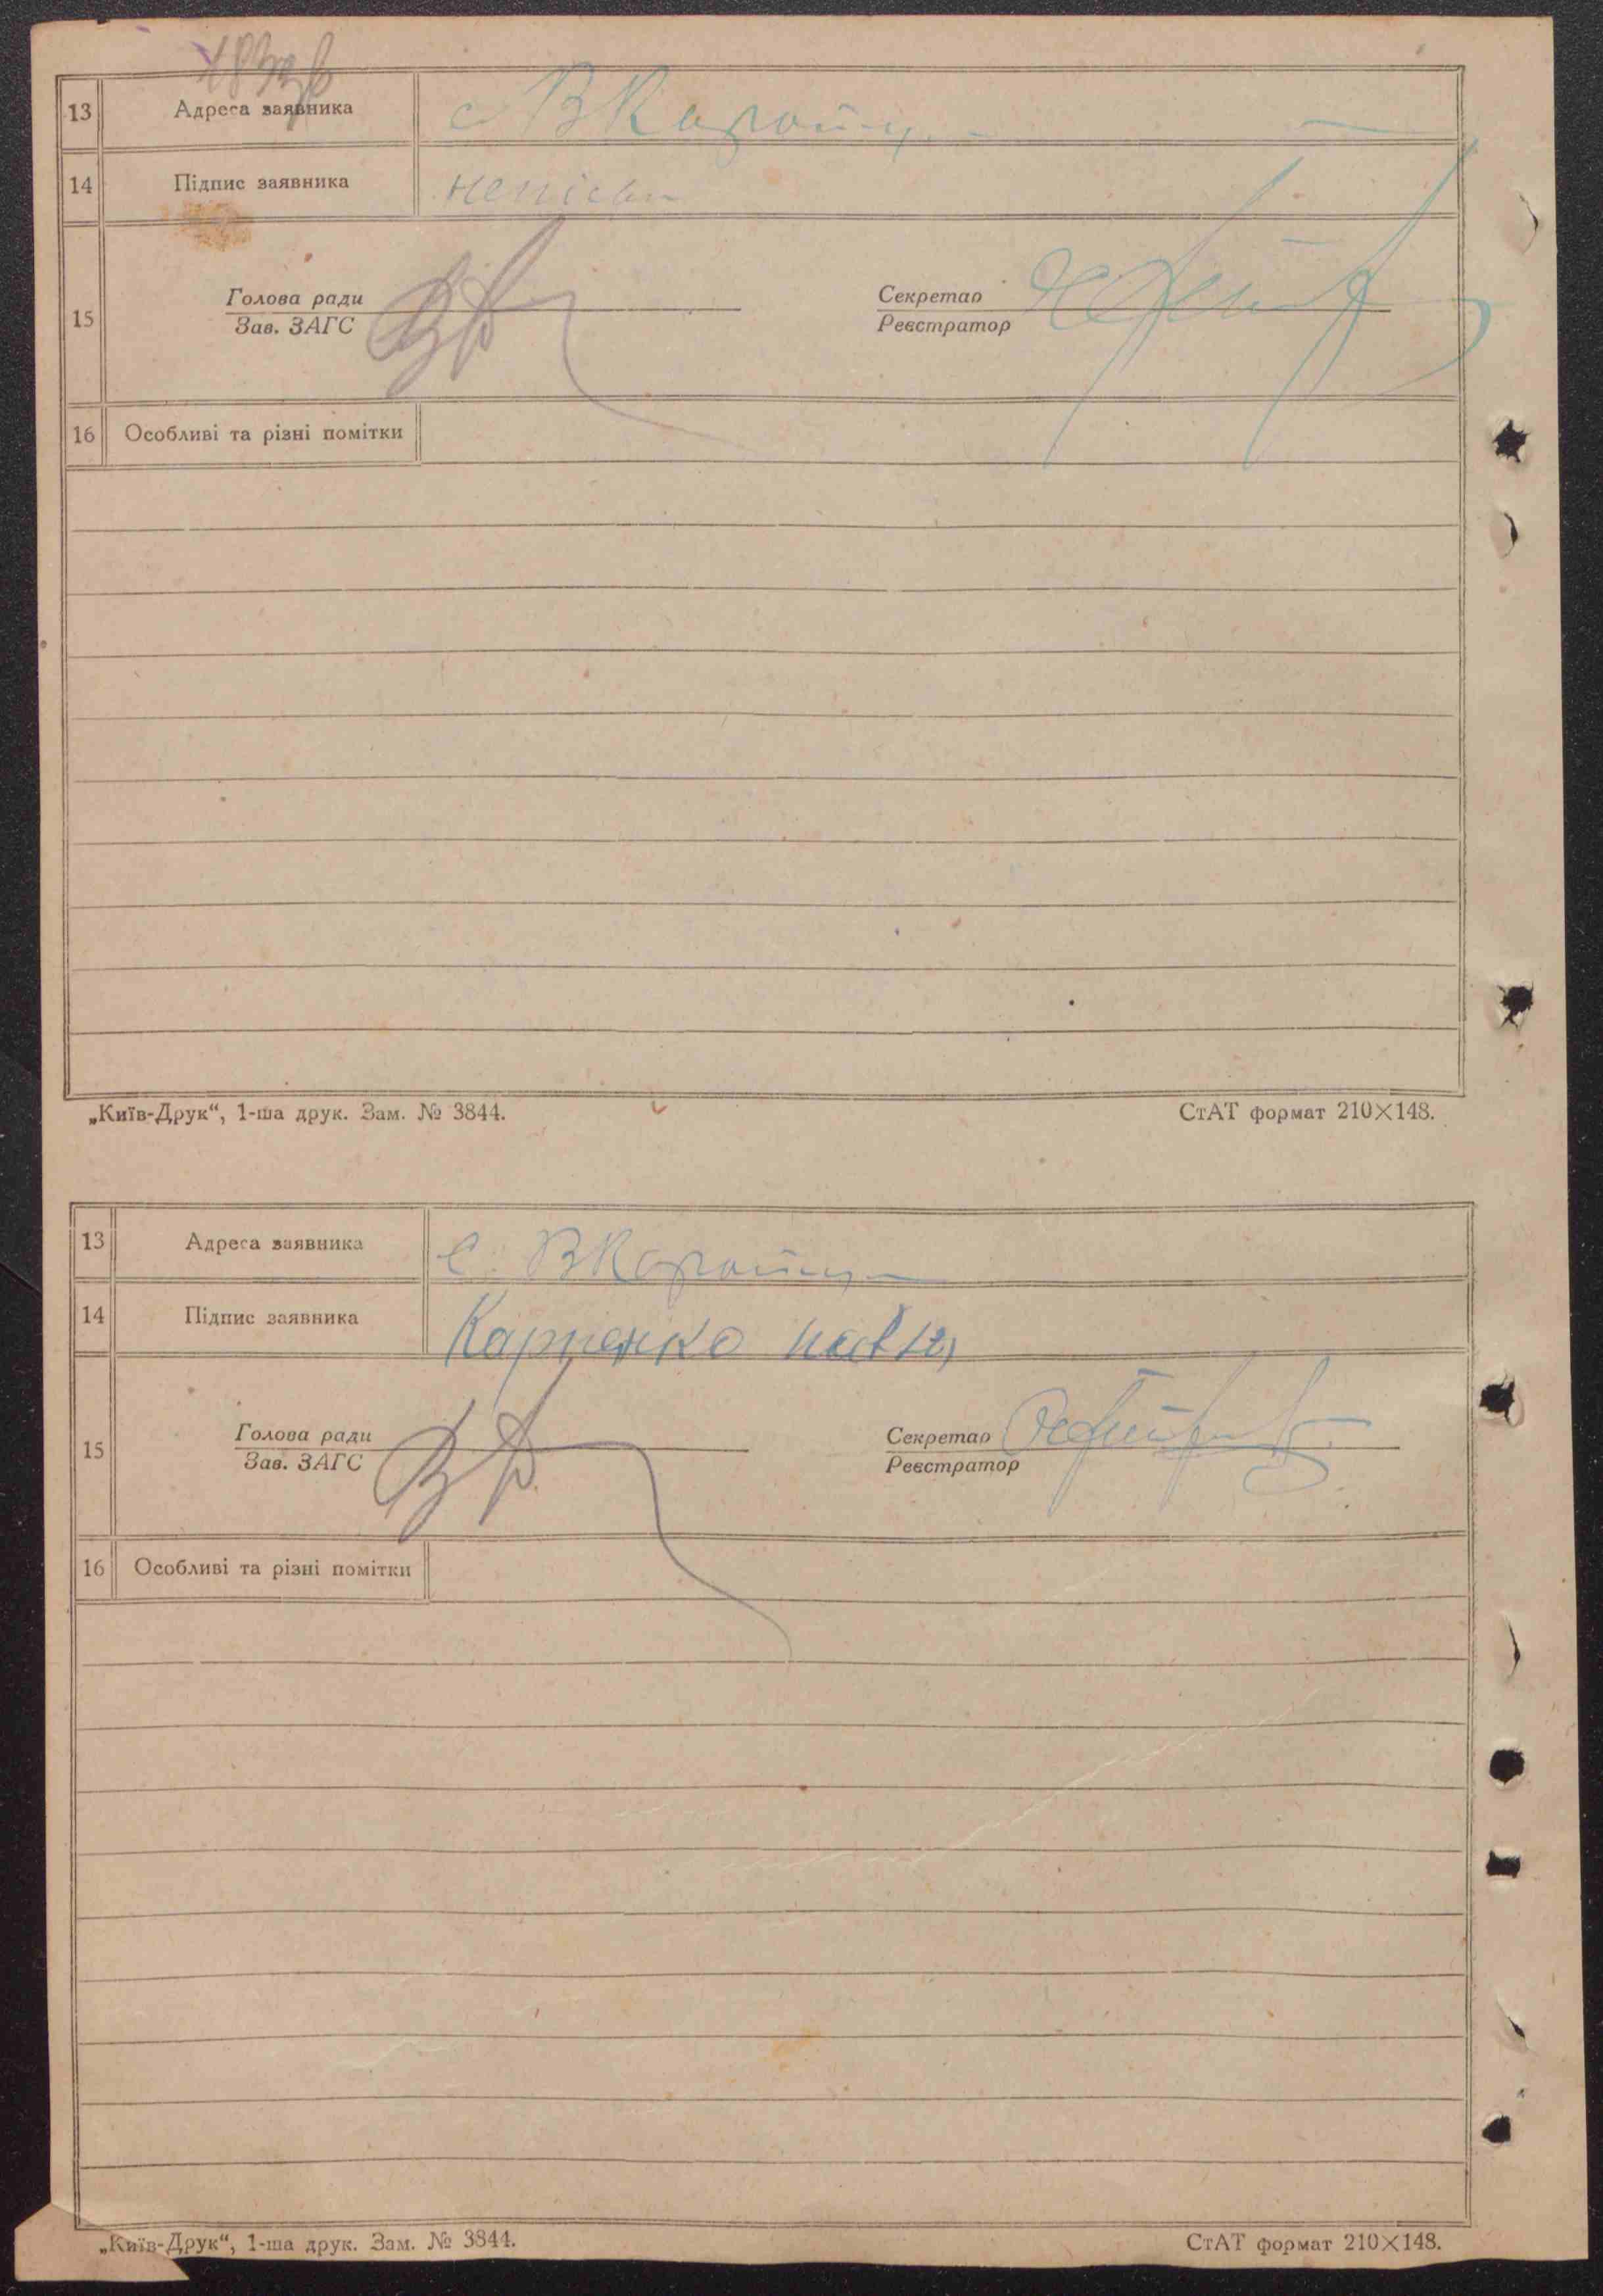 13 Адреса заявника с. В Карати
14 Підпис заявника неписьм
Голова ради Секретар
15
Зав. ЗАГС Реєстратор
16 Особливі та різні помітки
„Київ-Друк“, 1-ша друк. Зам. № 3844. СтАТ формат 210×148.
13 Адреса заявника с. В Карати
14 Підпис заявника Карпенко
Голова ради Секретар
15
Зав. ЗАГС Реєстратор
16 Особливі та різні помітки
„Київ-Друк“, 1-ша друк. Зам. № 3844. СтАТ формат 210×148.